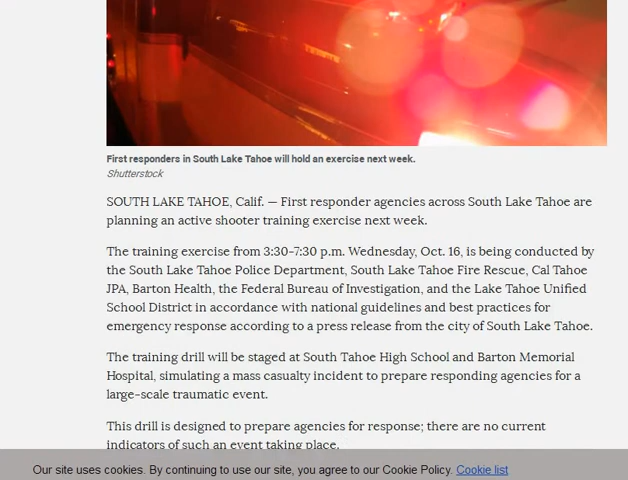 First responders in South Lake Tahoe will hold an exercise next week.
Shutterstock
SOUTH LAKE TAHOE, Calif. — First responder agencies across South Lake Tahoe are
planning an active shooter training exercise next week.
The training exercise from 3:30-7:30 p.m. Wednesday, Oct. 16, is being conducted by
the South Lake Tahoe Police Department, South Lake Tahoe Fire Rescue, Cal Tahoe
JPA, Barton Health, the Federal Bureau of Investigation, and the Lake Tahoe Unified
School District in accordance with national guidelines and best practices for
emergency response according to a press release from the city of South Lake Tahoe.
The training drill will be staged at South Tahoe High School and Barton Memorial
Hospital, simulating a mass casualty incident to prepare responding agencies for a
large-scale traumatic event.
This drill is designed to prepare agencies for response; there are no current
indicators of such an event taking place.
Our site uses cookies. By continuing to use our site, you agree to our Cookie Policy. Cookie list